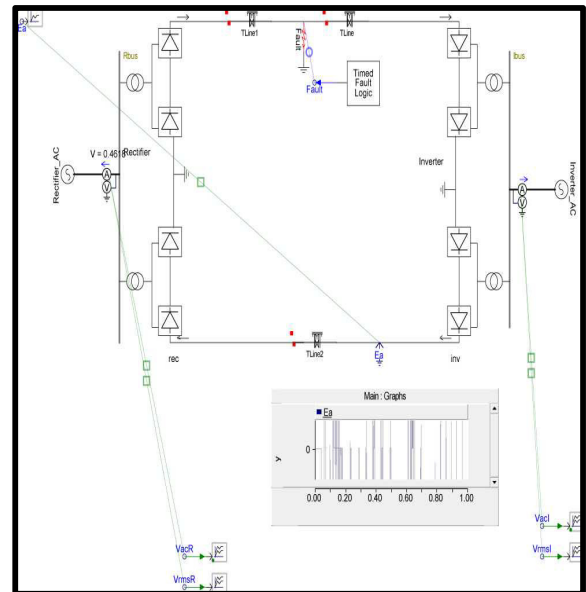 Ea
TLine1
TLine
Fault
Rbus
Ibus
Timed
Fault
Logic
Fault
V = 0.4618
Rectifier
Inverter
Rectifier_AC
A
V
A
V
Inverter_AC
rec
TLine2
Ea
inv
Main : Graphs
Ea
y
0
0.00 0.20 0.40 0.60 0.80 1.00
VacI
VacR
VrmsI
VrmsR